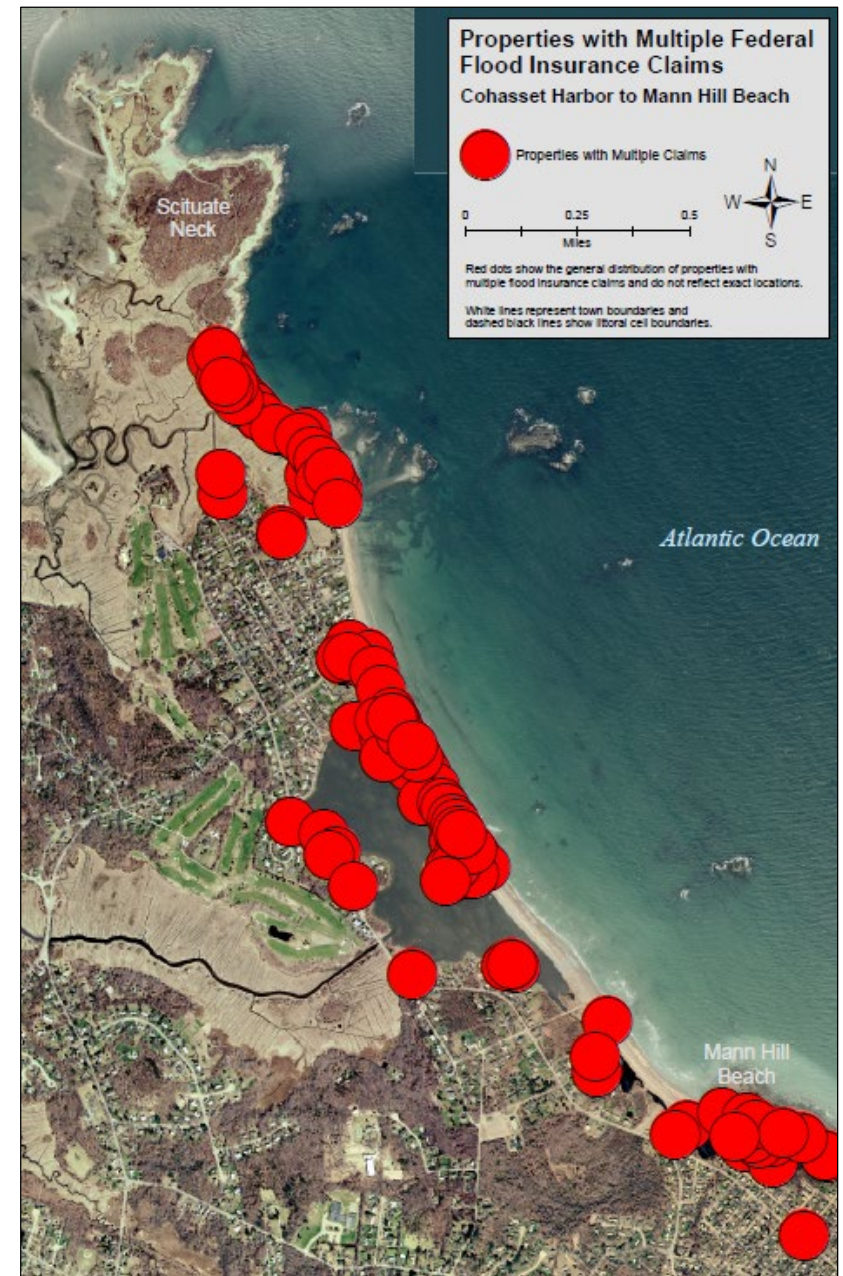 Properties with Multiple Federal
Flood Insurance Claims
Cohasset Harbor to Mann Hill Beach
Properties with Multiple Claims
N
W E
S
0 0.25 0.5
Miles
Red dots show the general distribution of properties with
multiple flood insurance claims and do not reflect exact locations.
White lines represent town boundaries and
dashed black lines show littoral cell boundaries.
Scituate
Neck
Atlantic Ocean
Mann Hill
Beach